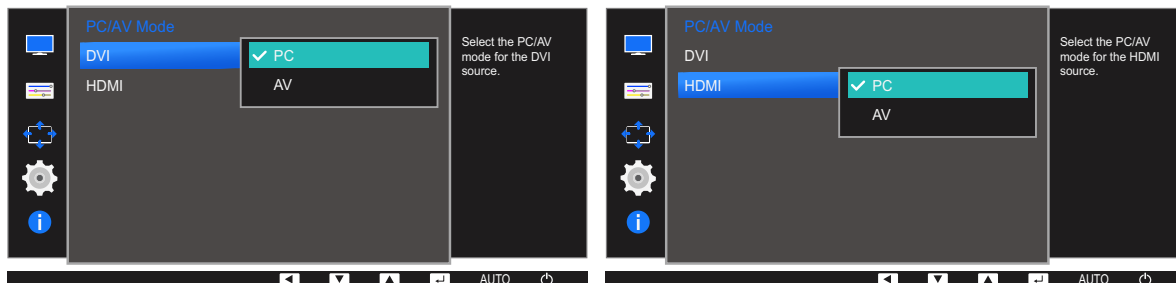 PC/AV Mode
DVI
PC
HDMI
AV
Select the PC/AV
mode for the DVI
source.
AUTO
PC/AV Mode
DVI
HDMI
PC
AV
Select the PC/AV
mode for the HDMI
source.
AUTO